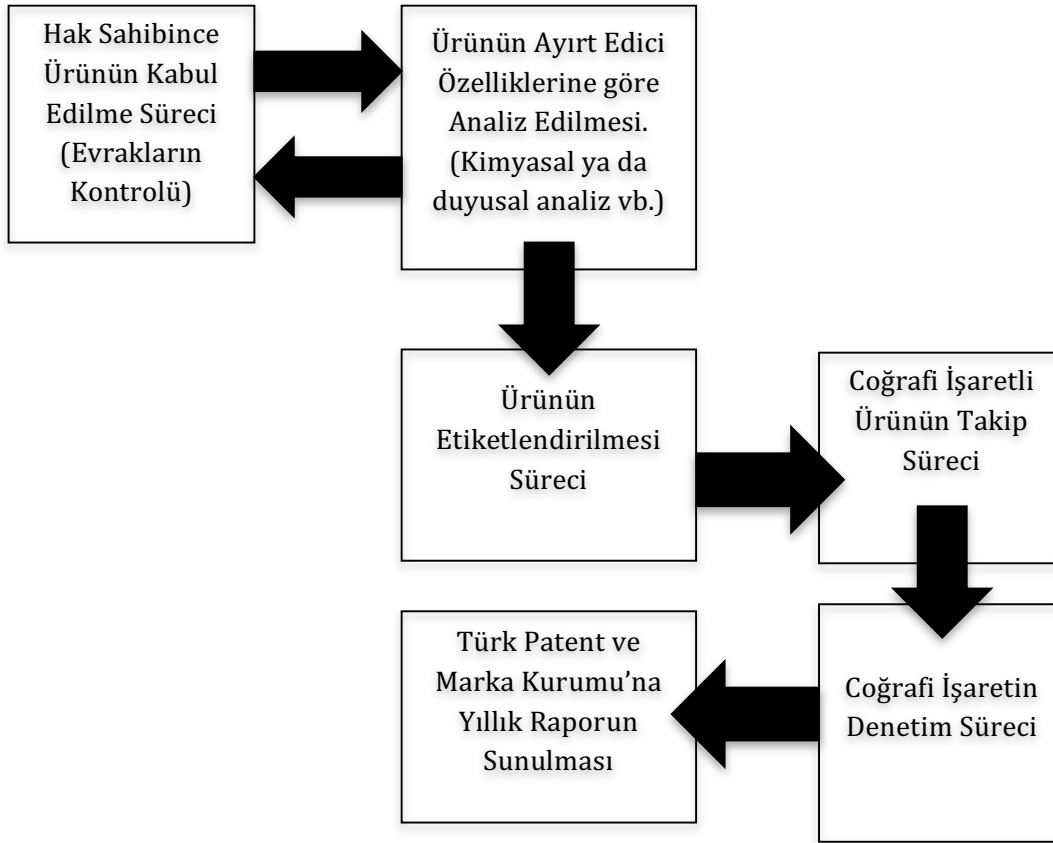 Hak Sahibince
Ürünün Kabul
Edilme Süreci
(Evrakların
Kontrolü)
Ürünün Ayırt Edici
Özelliklerine göre
Analiz Edilmesi.
(Kimyasal ya da
duyusal analiz vb.)
Ürünün
Etiketlendirilmesi
Süreci
Coğrafi İşaretli
Ürünün Takip
Süreci
Coğrafi İşaretin
Denetim Süreci
Türk Patent ve
Marka Kurumu’na
Yıllık Raporun
Sunulması